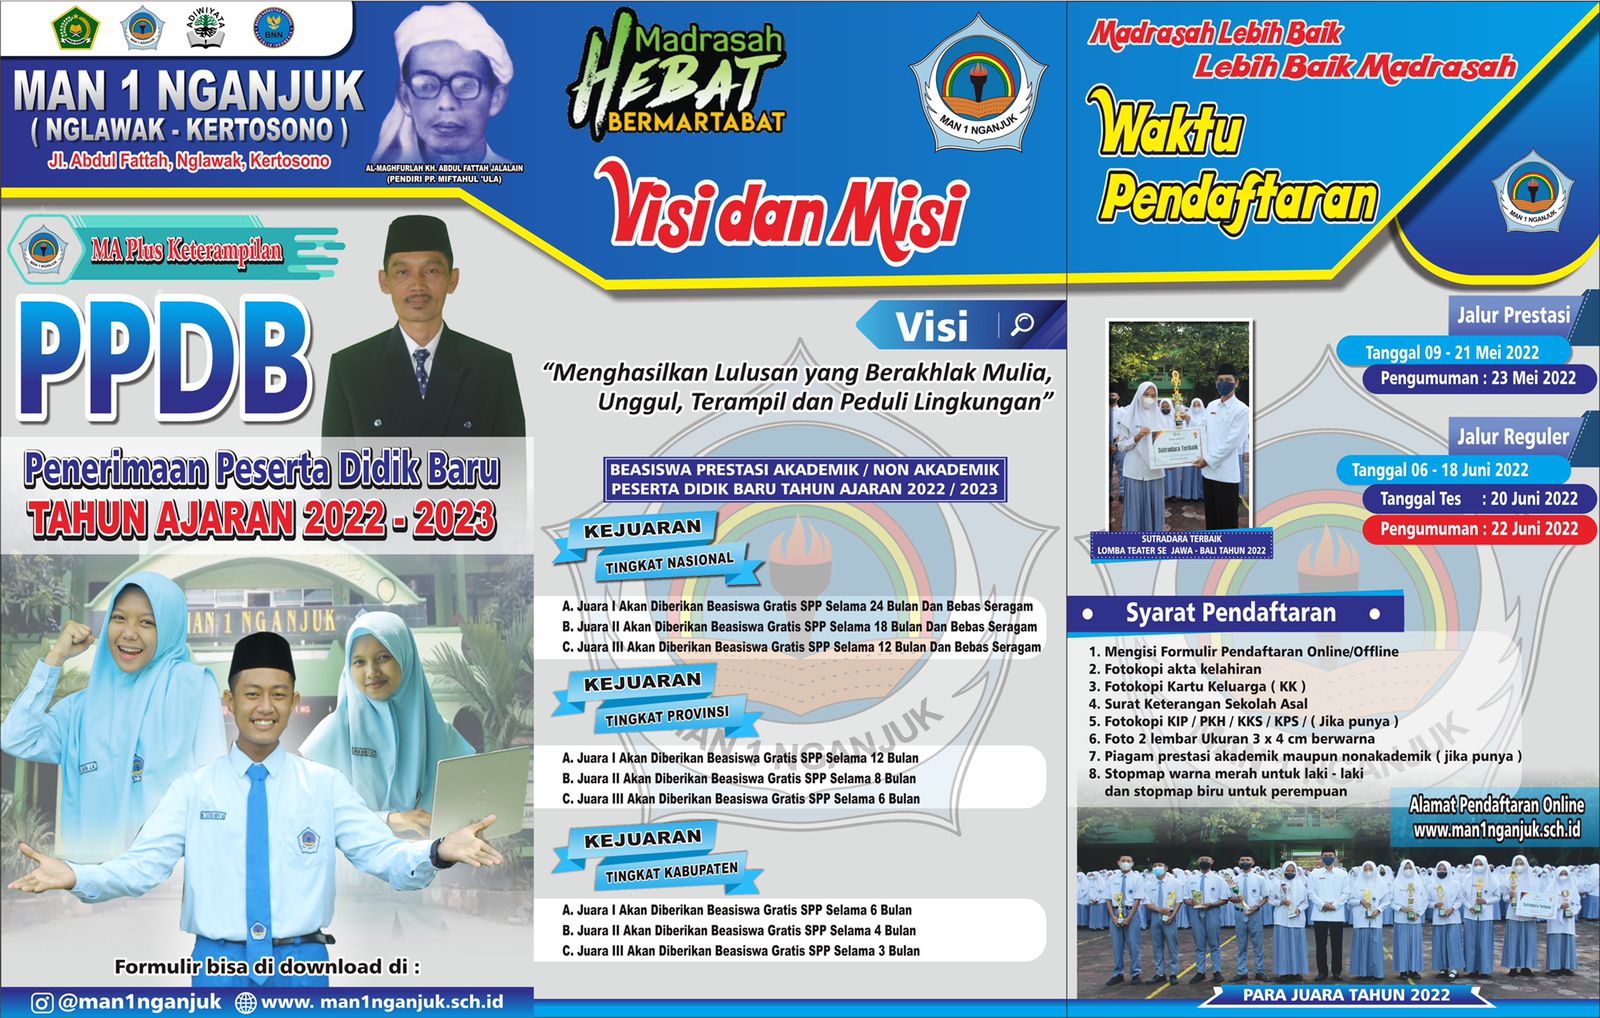 ADIWIYATA
BNN
MAN 1 NGANJUK
( NGLAWAK - KERTOSONO )
Jl. Abdul Fattah, Nglawak, Kertosono
AL-MAGHFURLAH KH. ABDUL FATTAH JALALAIN
(PENDIRI PP. MIFTAHUL 'ULA)
MAN 1 NGANJUK
MA Plus Keterampilan
PPDB
Penerimaan Peserta Didik Baru
TAHUN AJARAN 2022 - 2023
MAN 1 NGANJUK
Formulir bisa di download di :
@man1nganjuk
www. man1nganjuk.sch.id
Madrasah
HEBAT
BERMARTABAT
MAN 1 NGANJUK
Visi dan Misi
Visi
“Menghasilkan Lulusan yang Berakhlak Mulia,
Unggul, Terampil dan Peduli Lingkungan”
BEASISWA PRESTASI AKADEMIK / NON AKADEMIK
PESERTA DIDIK BARU TAHUN AJARAN 2022 / 2023
KEJUARAN
TINGKAT NASIONAL
A. Juara I Akan Diberikan Beasiswa Gratis SPP Selama 24 Bulan Dan Bebas Seragam
B. Juara II Akan Diberikan Beasiswa Gratis SPP Selama 18 Bulan Dan Bebas Seragam
C. Juara III Akan Diberikan Beasiswa Gratis SPP Selama 12 Bulan Dan Bebas Seragam
KEJUARAN
TINGKAT PROVINSI
MAN 1 NGANJUK
A. Juara I Akan Diberikan Beasiswa Gratis SPP Selama 12 Bulan
B. Juara II Akan Diberikan Beasiswa Gratis SPP Selama 8 Bulan
C. Juara III Akan Diberikan Beasiswa Gratis SPP Selama 6 Bulan
KEJUARAN
TINGKAT KABUPATEN
A. Juara I Akan Diberikan Beasiswa Gratis SPP Selama 6 Bulan
B. Juara II Akan Diberikan Beasiswa Gratis SPP Selama 4 Bulan
C. Juara III Akan Diberikan Beasiswa Gratis SPP Selama 3 Bulan
Madrasah Lebih Baik
Lebih Baik Madrasah
Waktu
Pendaftaran
MAN 1 NGANJUK
Jalur Prestasi
Tanggal 09 - 21 Mei 2022
Pengumuman : 23 Mei 2022
Jalur Reguler
Tanggal 06 - 18 Juni 2022
Tanggal Tes : 20 Juni 2022
Pengumuman : 22 Juni 2022
Sutradara Terbaik
SUTRADARA TERBAIK
LOMBA TEATER SE JAWA - BALI TAHUN 2022
Syarat Pendaftaran
1. Mengisi Formulir Pendaftaran Online/Offline
2. Fotokopi akta kelahiran
3. Fotokopi Kartu Keluarga ( KK )
4. Surat Keterangan Sekolah Asal
5. Fotokopi KIP / PKH / KKS / KPS / ( Jika punya )
6. Foto 2 lembar Ukuran 3 x 4 cm berwarna
7. Piagam prestasi akademik maupun nonakademik ( jika punya )
8. Stopmap warna merah untuk laki - laki
dan stopmap biru untuk perempuan
Alamat Pendaftaran Online
www.man1nganjuk.sch.id
Sutradara Terbaik
PARA JUARA TAHUN 2022